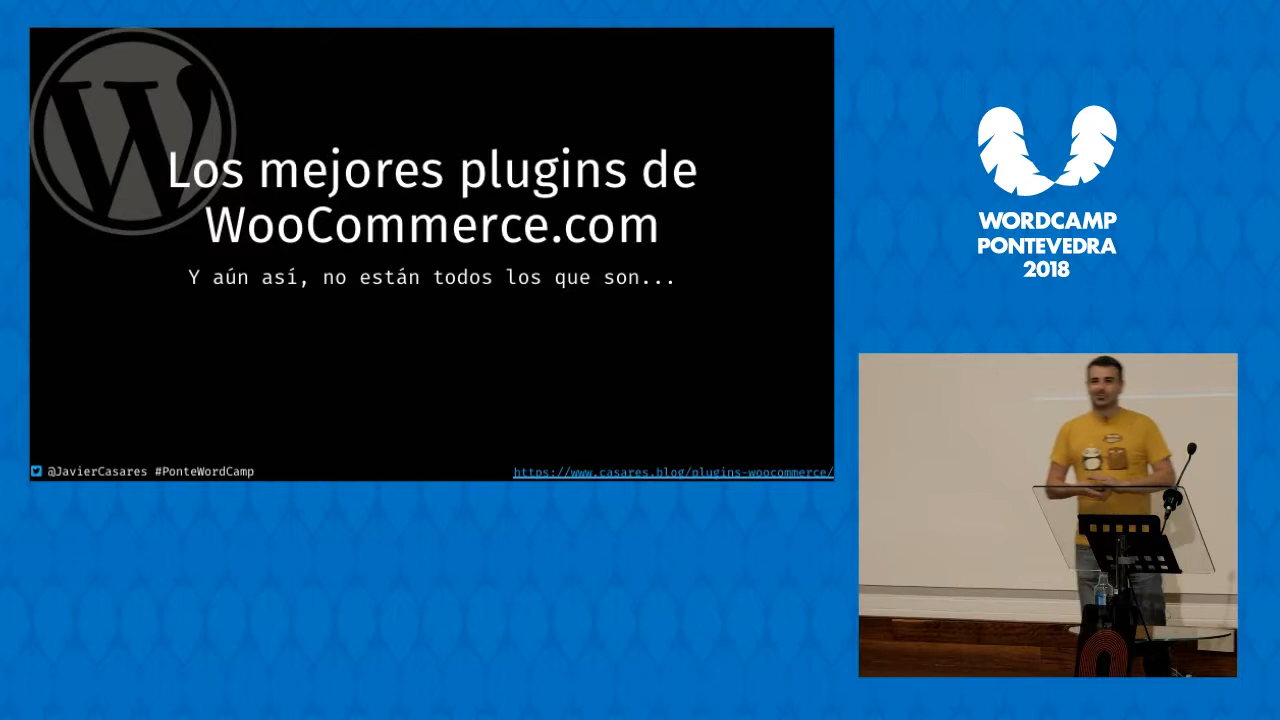 Los mejores plugins de
WooCommerce.com
Y aún así, no están todos los que son...
@JavierCasares #PonteWordCamp
https://www.casares.blog/plugins-woocommerce/
WORDCAMP
PONTEVEDRA
2018